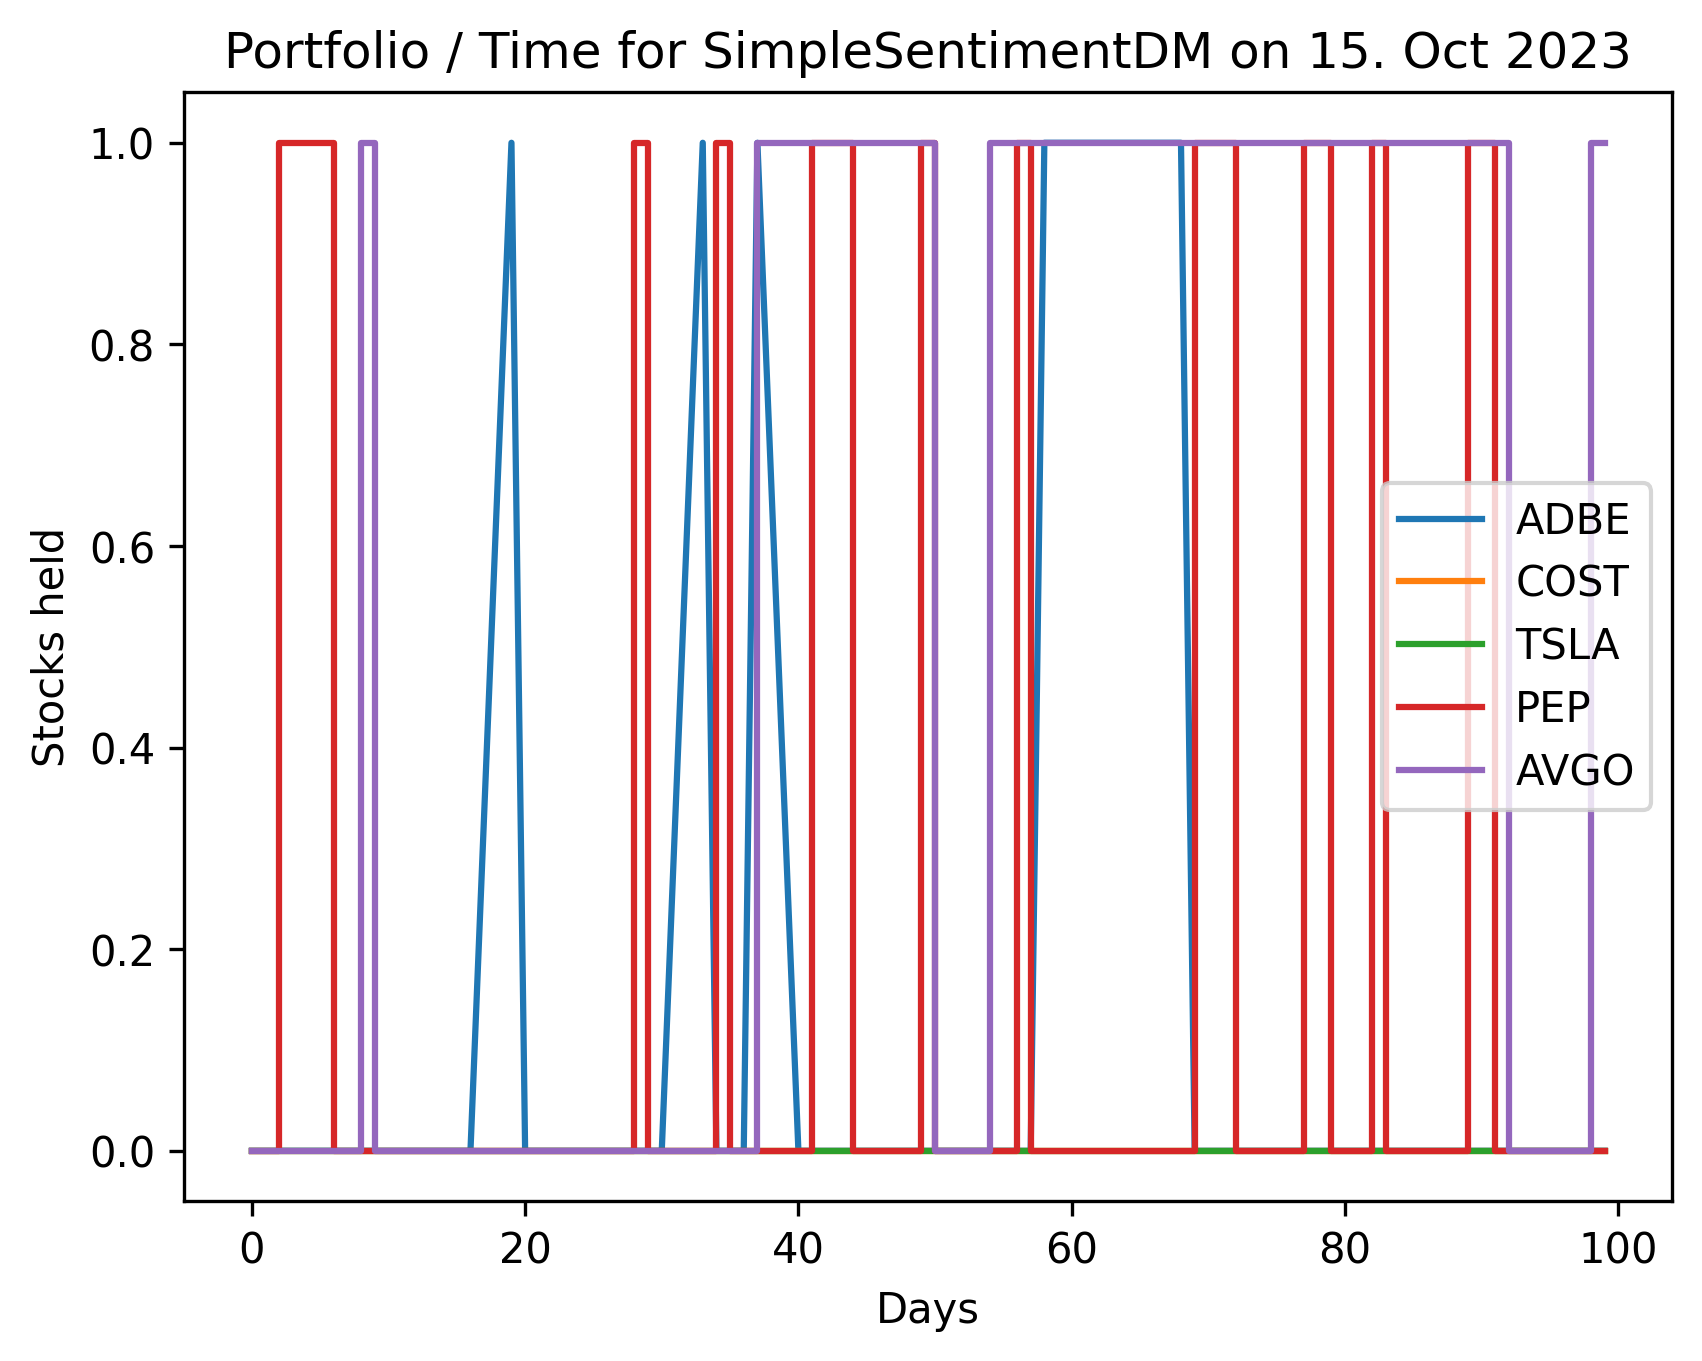 Portfolio / Time for SimpleSentimentDM on 15. Oct 2023
1.0
0.8
0.6
0.4
0.2
0.0
Stocks held
ADBE
COST
TSLA
PEP
AVGO
0 20 40 60 80 100
Days